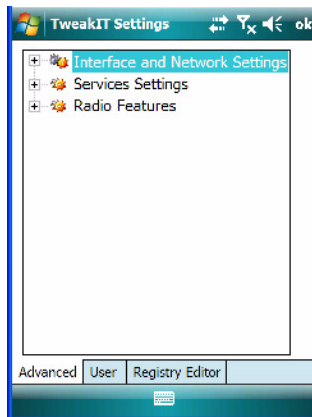 TweakIT Settings ok
Interface and Network Settings
Services Settings
Radio Features
Advanced User Registry Editor